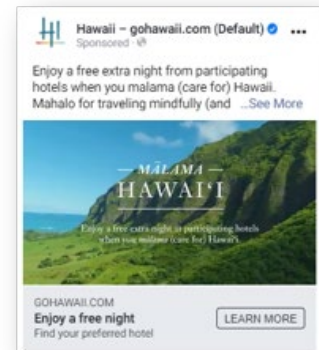 Hawaii – gohawaii.com (Default)
Sponsored ·
Enjoy a free extra night from participating
hotels when you malama (care for) Hawaii.
Mahalo for traveling mindfully (and ...See More
— MĀLAMA —
HAWAIʻI
Enjoy a free extra night in participating hotels
when you mālama (care for) Hawaiʻi.
GOHAWAII.COM
Enjoy a free night
Find your preferred hotel
LEARN MORE